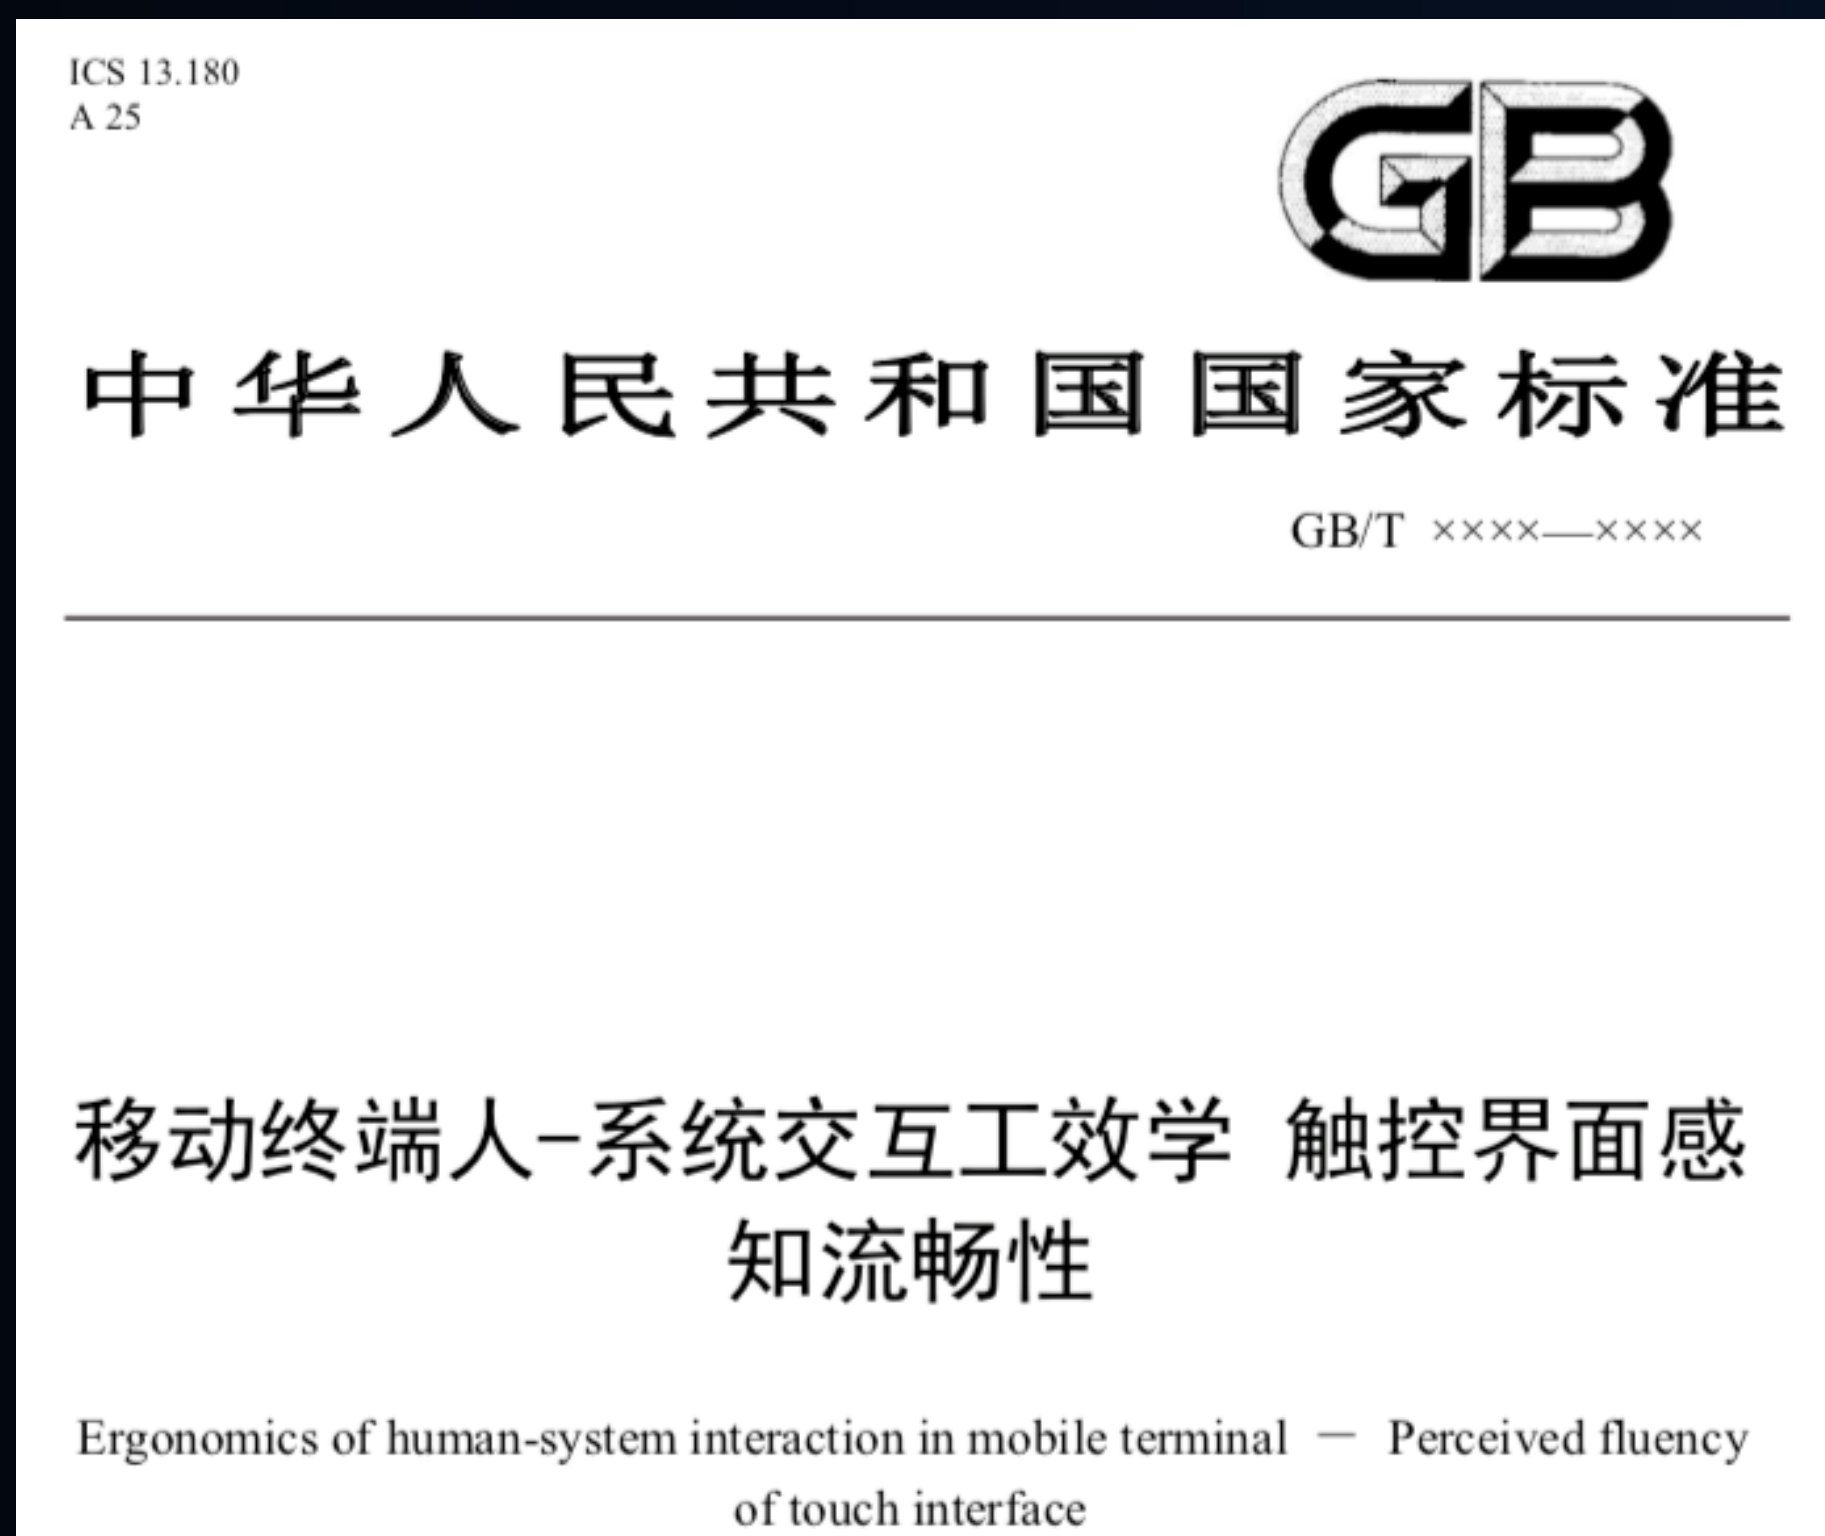 ICS 13.180
A 25
GB
中华人民共和国国家标准
GB/T ××××—××××
移动终端人-系统交互工效学 触控界面感
知流畅性
Ergonomics of human-system interaction in mobile terminal — Perceived fluency
of touch interface